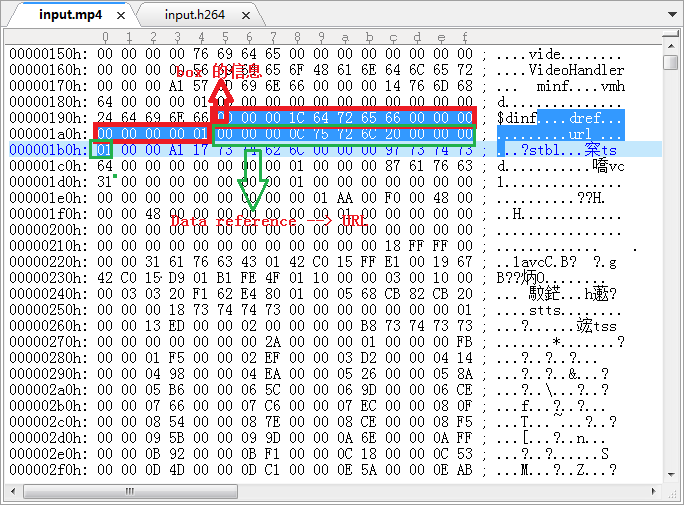 input.mp4 input.h264
0 1 2 3 4 5 6 7 8 9 a b c d e f
00000150h: 00 00 00 00 76 69 64 65 00 00 00 00 00 00 00 00 ; ....vide........
00000160h: 00 00 00 00 56 69 64 65 6F 48 61 6E 64 6C 65 72 ; ....VideoHandler
box 的信息
00000170h: 00 00 00 A1 57 6D 69 6E 66 00 00 00 14 76 6D 68 ; minf....vmh
00000180h: 64 00 00 00 01 00 00 00 00 00 00 00 00 00 00 00 ; d...............
00000190h: 24 64 69 6E 66 00 00 00 1C 64 72 65 66 00 00 00 ; $dinf....dref...
000001a0h: 00 00 00 00 01 00 00 00 0C 75 72 6C 20 00 00 00 ; .........url ...
000001b0h: 01 00 00 A1 17 73 74 62 6C 00 00 00 97 73 74 73 ; ...?stbl...窠ts
000001c0h: 64 00 00 00 00 00 00 00 01 00 00 00 87 61 76 63 ; d...........嘺vc
000001d0h: 31 00 00 00 00 00 00 00 01 00 00 00 00 00 00 00 ; 1...............
000001e0h: 00 00 00 00 00 00 00 00 00 01 AA 00 F0 00 48 00 ; ..........??H.
000001f0h: 00 00 48 00 00 00 00 00 00 00 00 00 00 00 00 00 ; ..H.............
Data reference —-> URL
00000200h: 00 00 00 00 00 00 00 00 00 00 00 00 00 00 00 00 ; ................
00000210h: 00 00 00 00 00 00 00 00 00 00 00 00 18 FF FF 00 ; ............. .
00000220h: 00 00 31 61 76 63 43 01 42 C0 15 FF E1 00 19 67 ; ..1avcC.B? ?.g
00000230h: 42 C0 15 D9 01 B1 FE 4F 01 10 00 00 03 00 10 00 ; B??炳O.......
00000240h: 00 03 03 20 F1 62 E4 80 01 00 05 68 CB 82 CB 20
00000250h: 00 00 00 18 73 74 74 73 00 00 00 00 00 00 00 01 ; ....stts........
00000260h: 00 00 13 ED 00 00 02 00 00 00 00 B8 73 74 73 73 ; ...?.......竤tss
00000270h: 00 00 00 00 00 00 00 2A 00 00 00 01 00 00 00 FB ; .......*.......?
00000280h: 00 00 01 F5 00 00 02 EF 00 00 03 D2 00 00 04 14 ; ...?..?..?...
00000290h: 00 00 04 98 00 00 04 EA 00 00 05 26 00 00 05 8A ; ...?..?...&...?
000002a0h: 00 00 05 B6 00 00 06 5C 00 00 06 9D 00 00 06 CE ; ...?...\...?..?
000002b0h: 00 00 07 66 00 00 07 C6 00 00 07 EC 00 00 08 0F ; ...f...?..?...
000002c0h: 00 00 08 54 00 00 08 7E 00 00 08 CE 00 00 08 F5 ; ...T...~...?..?
000002d0h: 00 00 09 5B 00 00 09 9D 00 00 0A 6E 00 00 0A FF ; ...[...?..n...
000002e0h: 00 00 0B 92 00 00 0B F1 00 00 0C 18 00 00 0C 53 ; ...?..?......S
000002f0h: 00 00 0D 4D 00 00 0D C1 00 00 0E 5A 00 00 0E AB ; ...M...?..Z...?